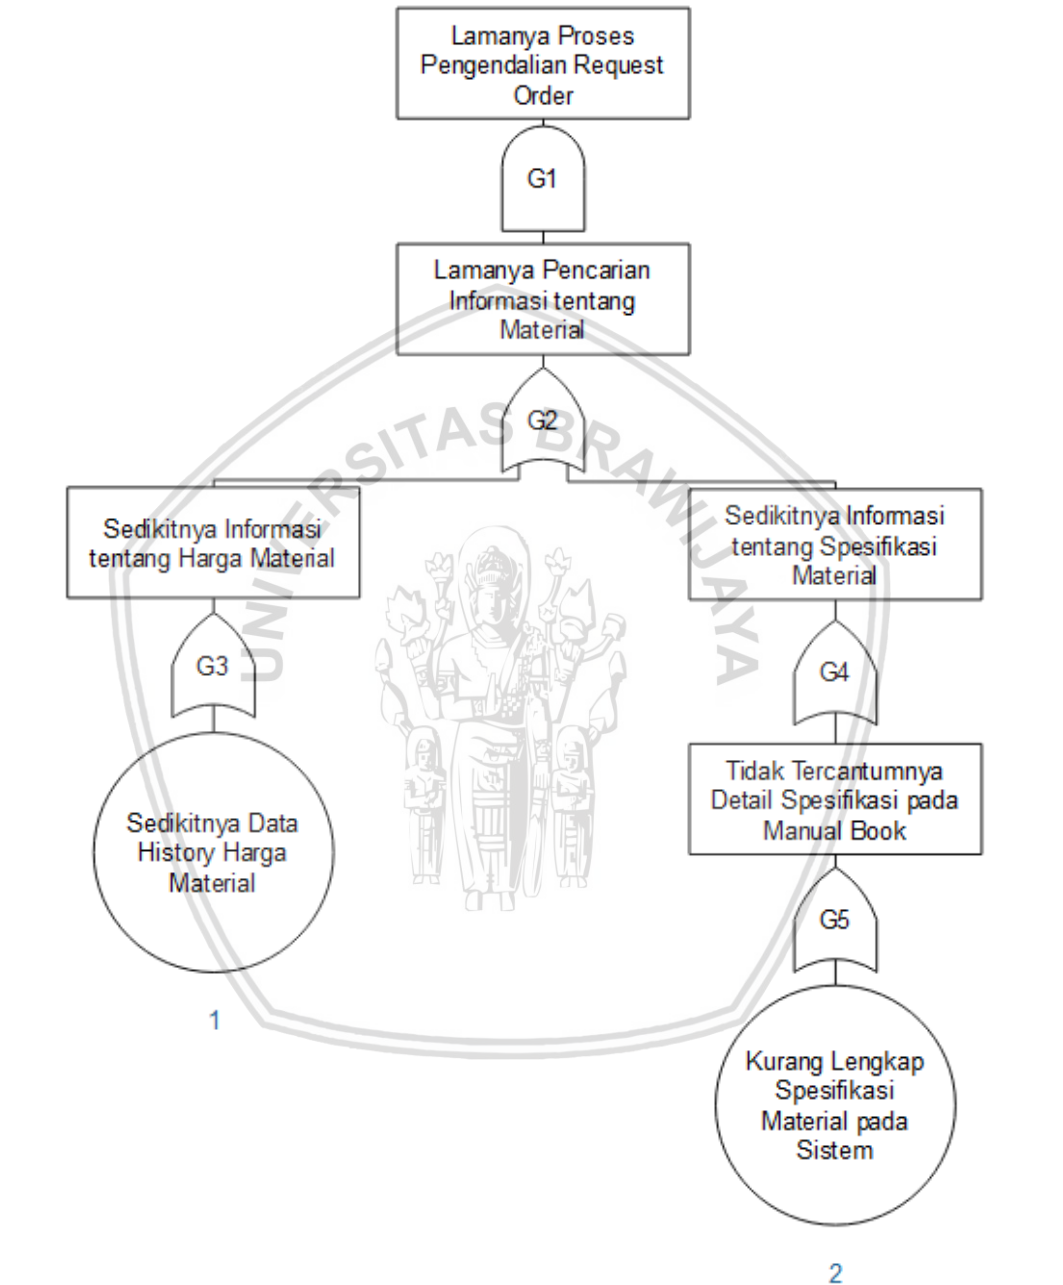 Lamanya Proses
Pengendalian Request
Order
G1
Lamanya Pencarian
Informasi tentang
Material
G2
UNIVERSITAS BRAWIJAYA
Sedikitnya Informasi
tentang Harga Material
Sedikitnya Informasi
tentang Spesifikasi
Material
G3
G4
Tidak Tercantumnya
Detail Spesifikasi pada
Manual Book
Sedikitnya Data
History Harga
Material
G5
1
Kurang Lengkap
Spesifikasi
Material pada
Sistem
2